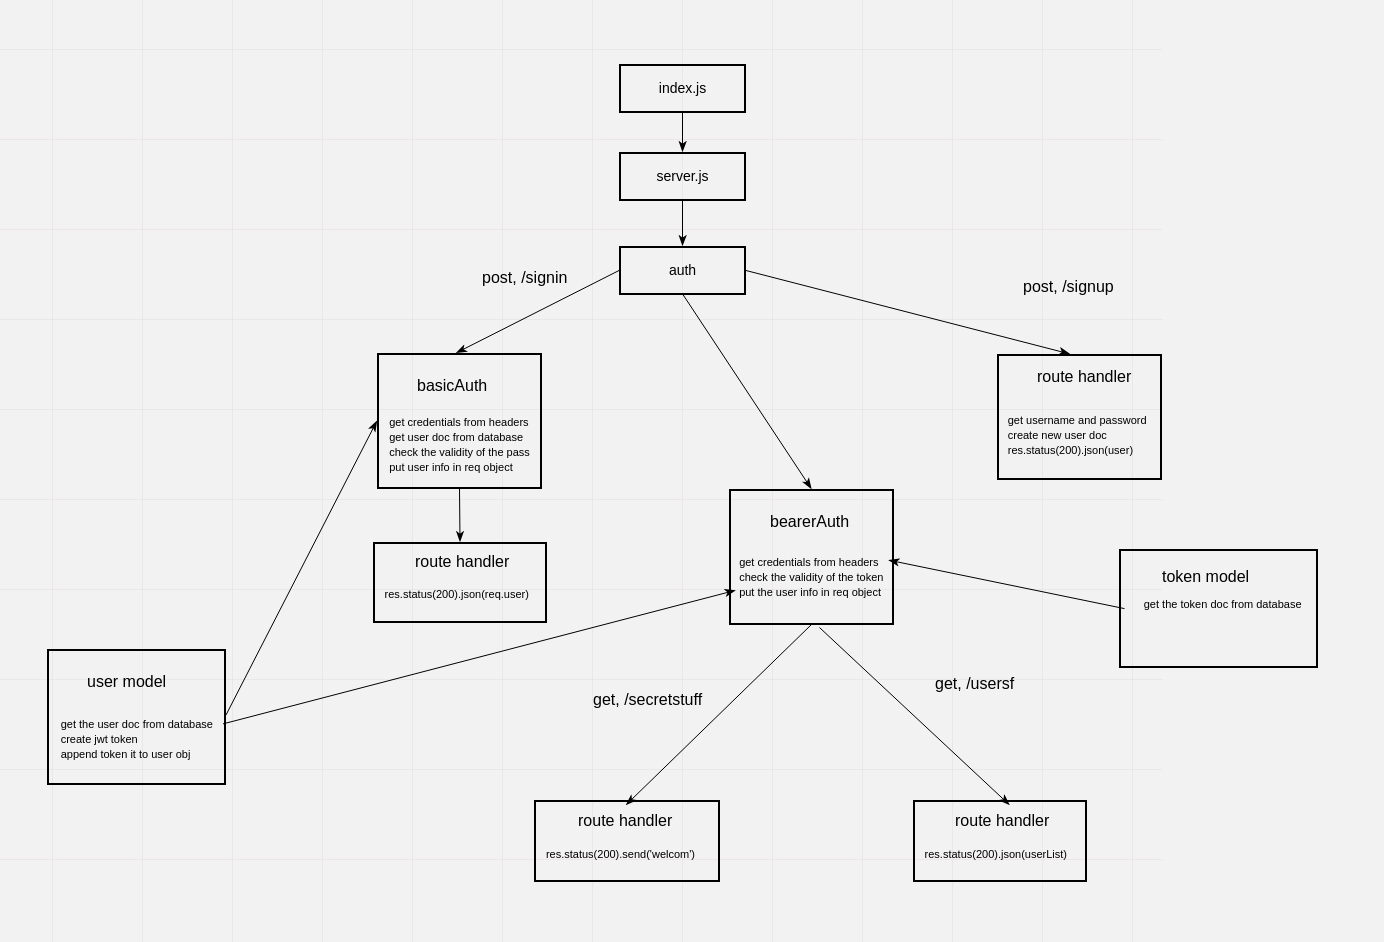 index.js
server.js
auth
post, /signin
post, /signup
basicAuth
get credentials from headers
get user doc from database
check the validity of the pass
put user info in req object
route handler
get username and password
create new user doc
res.status(200).json(user)
bearerAuth
get credentials from headers
check the validity of the token
put the user info in req object
route handler
res.status(200).json(req.user)
token model
get the token doc from database
user model
get the user doc from database
create jwt token
append token it to user obj
get, /secretstuff
get, /usersf
route handler
res.status(200).send('welcom')
route handler
res.status(200).json(userList)